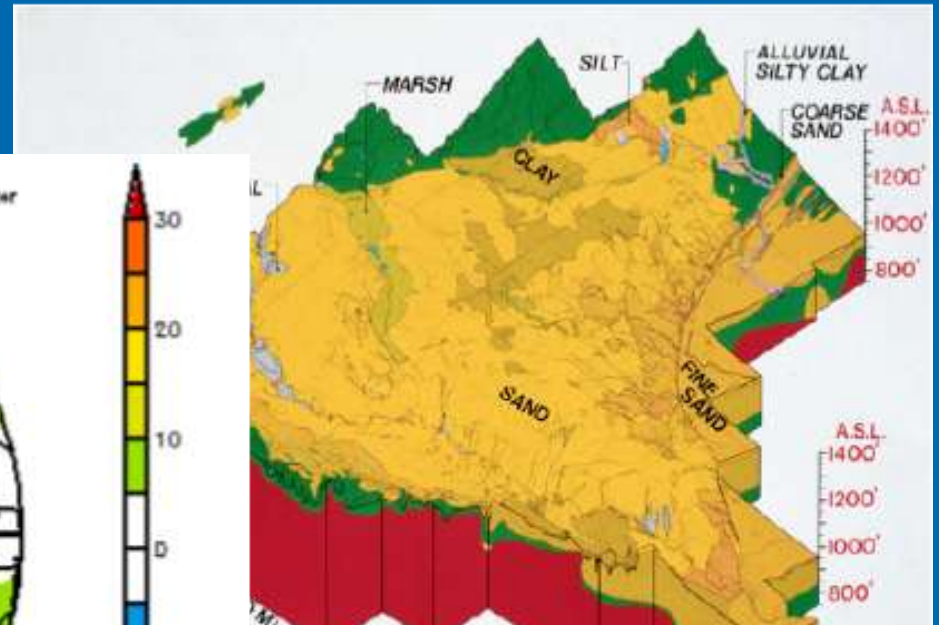 MARSH
SILT
ALLUVIAL
SILTY CLAY
COARSE
SAND
A.S.L.
1400'
1200'
1000'
800'
CLAY
30
20
10
0
FINE
SAND
SAND
A.S.L.
1400'
1200'
1000'
800'